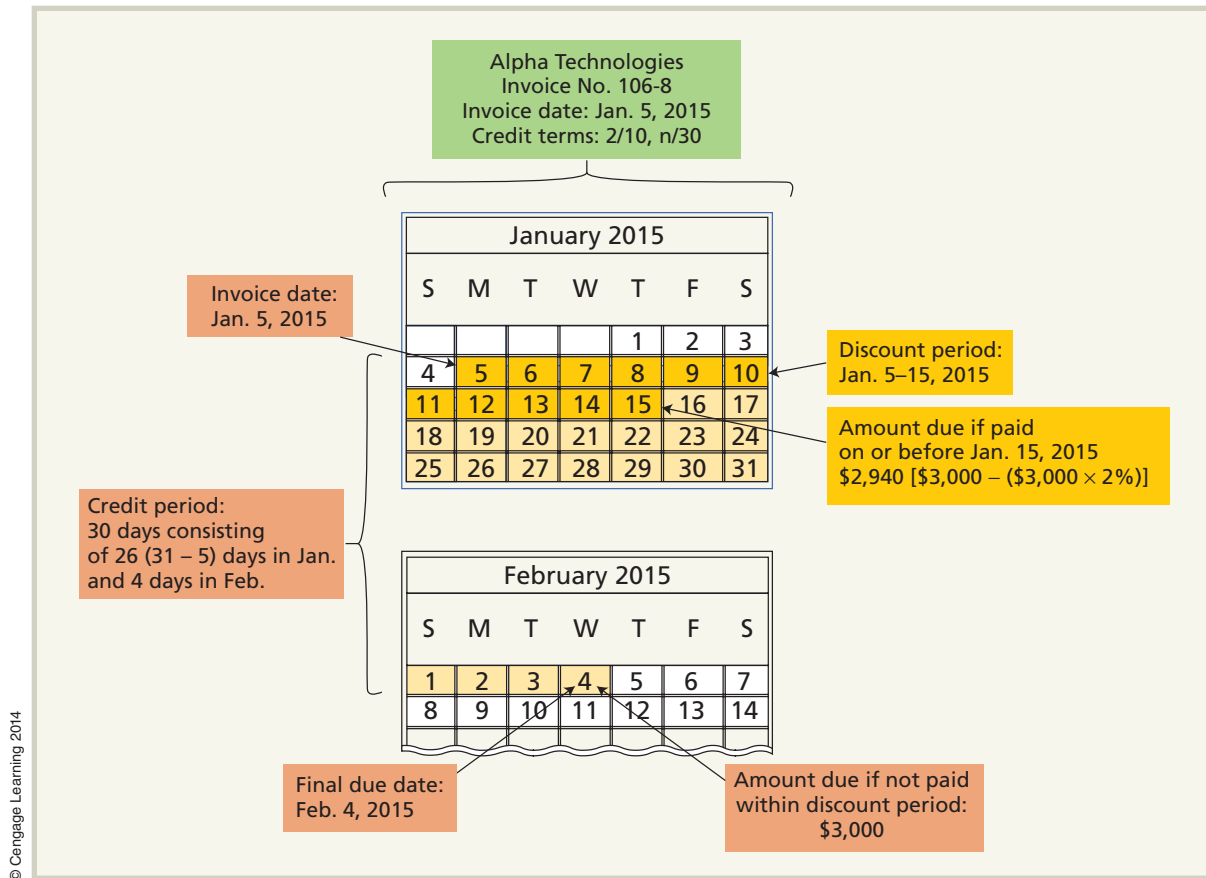 Alpha Technologies
Invoice No. 106-8
Invoice date: Jan. 5, 2015
Credit terms: 2/10, n/30
January 2015
S M T W T F S
1 2 3
4 5 6 7 8 9 10
11 12 13 14 15 16 17
18 19 20 21 22 23 24
25 26 27 28 29 30 31
Invoice date:
Jan. 5, 2015
Discount period:
Jan. 5–15, 2015
Amount due if paid
on or before Jan. 15, 2015
$2,940 [$3,000 – ($3,000 × 2%)]
Credit period:
30 days consisting
of 26 (31 – 5) days in Jan.
and 4 days in Feb.
February 2015
S M T W T F S
1 2 3 4 5 6 7
8 9 10 11 12 13 14
Final due date:
Feb. 4, 2015
Amount due if not paid
within discount period:
$3,000
© Cengage Learning 2014